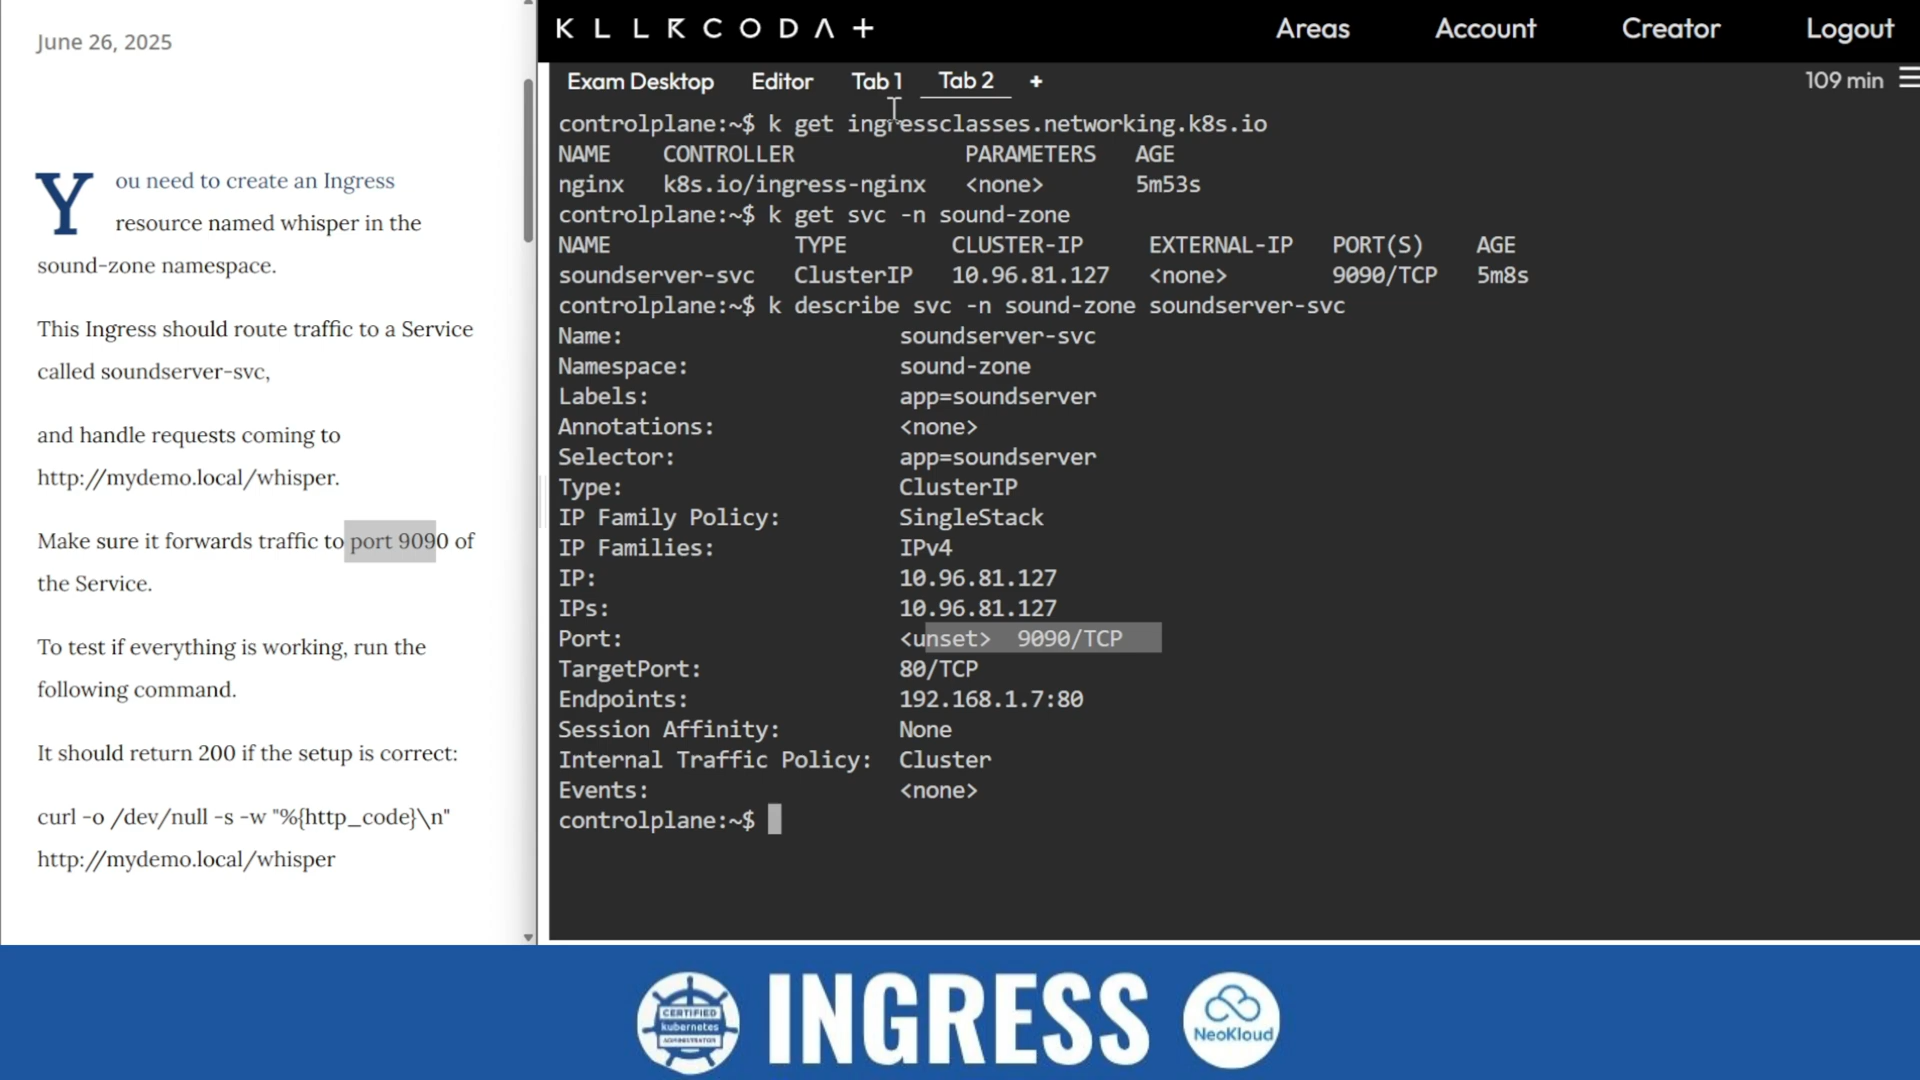 June 26, 2025
You need to create an Ingress
resource named whisper in the
sound-zone namespace.
This Ingress should route traffic to a Service
called soundserver-svc,
and handle requests coming to
http://mydemo.local/whisper.
Make sure it forwards traffic to port 9090 of
the Service.
To test if everything is working, run the
following command.
It should return 200 if the setup is correct:
curl -o /dev/null -s -w "%{http_code}\n"
http://mydemo.local/whisper
KLLRCODA+
Areas Account Creator Logout
Exam Desktop Editor Tab 1 Tab 2 + 109 min
controlplane:~$ k get ingressclasses.networking.k8s.io
NAME CONTROLLER PARAMETERS AGE
nginx k8s.io/ingress-nginx <none> 5m53s
controlplane:~$ k get svc -n sound-zone
NAME TYPE CLUSTER-IP EXTERNAL-IP PORT(S) AGE
soundserver-svc ClusterIP 10.96.81.127 <none> 9090/TCP 5m8s
controlplane:~$ k describe svc -n sound-zone soundserver-svc
Name: soundserver-svc
Namespace: sound-zone
Labels: app=soundserver
Annotations: <none>
Selector: app=soundserver
Type: ClusterIP
IP Family Policy: SingleStack
IP Families: IPv4
IP: 10.96.81.127
IPs: 10.96.81.127
Port: <unset> 9090/TCP
TargetPort: 80/TCP
Endpoints: 192.168.1.7:80
Session Affinity: None
Internal Traffic Policy: Cluster
Events: <none>
controlplane:~$
CERTIFIED
kubernetes
ADMINISTRATOR
INGRESS
NeoKloud